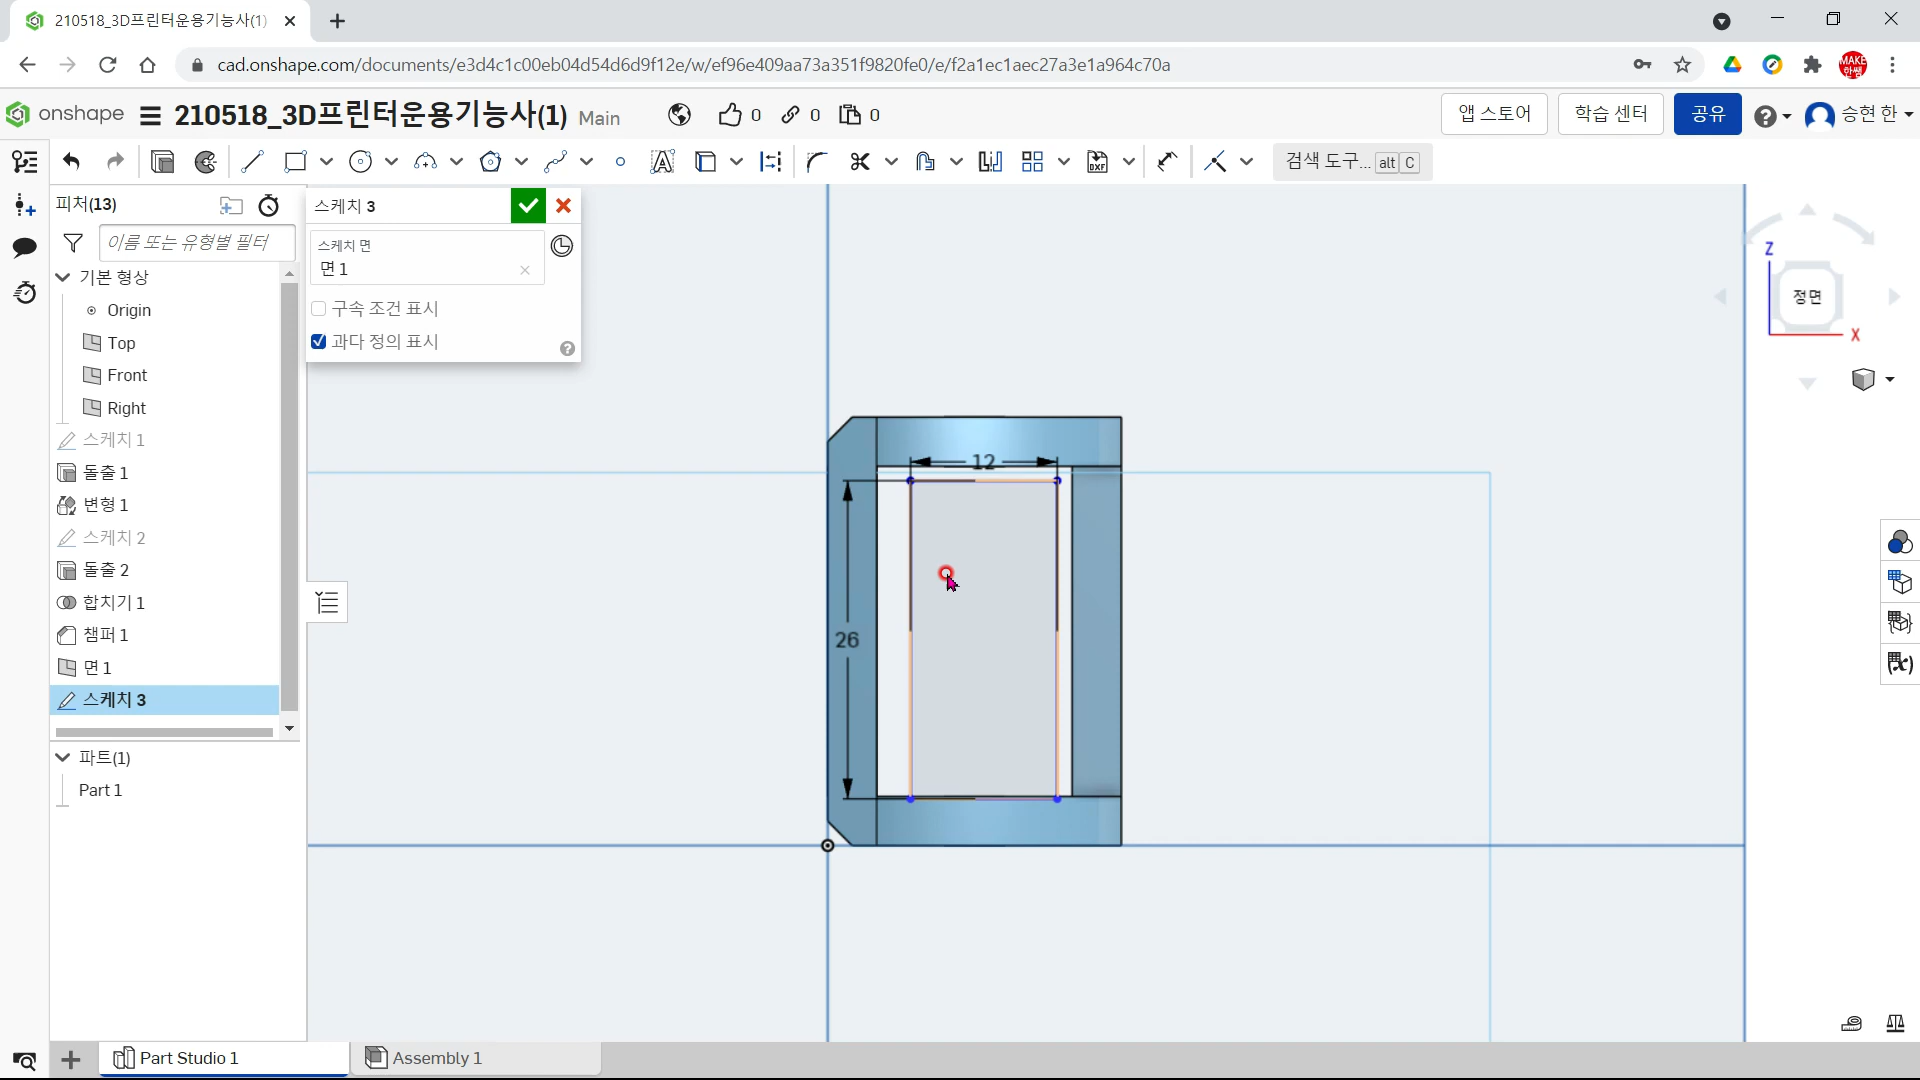 210518_3D프린터운용기능사(1)
cad.onshape.com/documents/e3d4c1c00eb04d54d6d9f12e/w/ef96e409aa73a351f9820fe0/e/f2a1ec1aec27a3e1a964c70a
MAKE 한쌤
onshape 210518_3D프린터운용기능사(1) Main 0 0 0 앱 스토어 학습 센터 공유 승현 한
검색 도구... alt C
피처(13)
이름 또는 유형별 필터
기본 형상
Origin
Top
Front
Right
스케치 1
돌출 1
변형 1
스케치 2
돌출 2
합치기 1
챔퍼 1
면 1
스케치 3
파트(1)
Part 1
스케치 3
스케치 면
면 1
구속 조건 표시
과다 정의 표시
12
26
Z
정면
X
Part Studio 1
Assembly 1